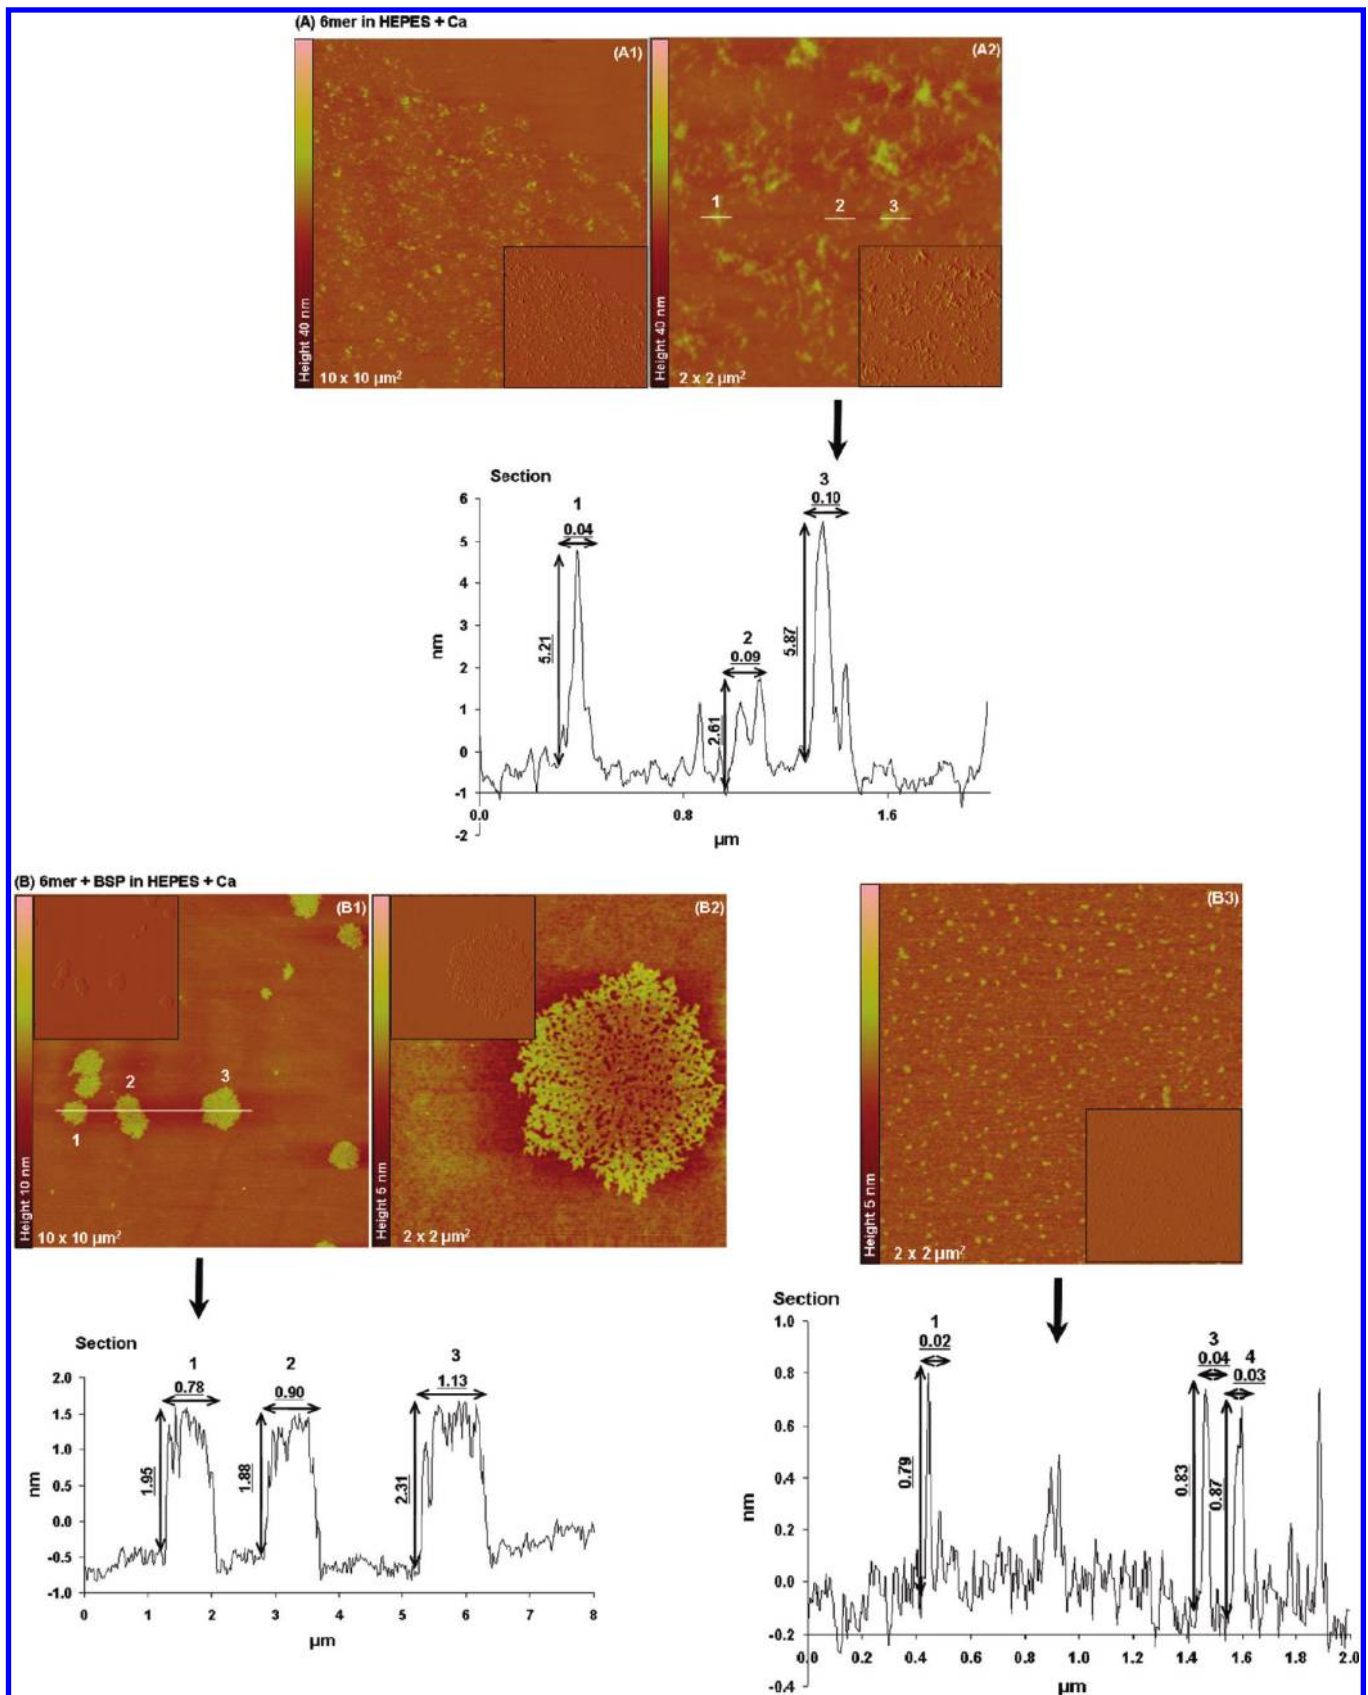 (A) 6mer in HEPES + Ca
(A1)
(A2)
1
2
3
Height 40 nm
10 x 10 µm²
Height 40 nm
2 x 2 µm²
Section
1
0.04
5.21
2
0.09
2.61
3
0.10
5.87
6
5
4
3
2
1
0
-1
-2
nm
0.0
0.8
1.6
µm
(B) 6mer + BSP in HEPES + Ca
(B1)
(B2)
(B3)
1
2
3
Height 10 nm
10 x 10 µm²
Height 5 nm
2 x 2 µm²
Height 5 nm
2 x 2 µm²
Section
1
0.78
1.95
2
0.90
1.88
3
1.13
2.31
2.0
1.5
1.0
0.5
0.0
-0.5
-1.0
nm
0 1 2 3 4 5 6 7 8
µm
Section
1
0.02
0.79
3
0.04
0.83
4
0.03
0.87
1.0
0.8
0.6
0.4
0.2
0.0
-0.2
-0.4
nm
0.0 0.2 0.4 0.6 0.8 1.0 1.2 1.4 1.6 1.8 2.0
µm